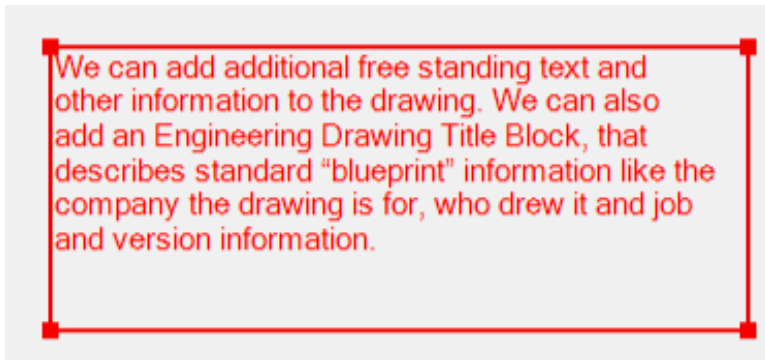 We can add additional free standing text and
other information to the drawing. We can also
add an Engineering Drawing Title Block, that
describes standard “blueprint” information like the
company the drawing is for, who drew it and job
and version information.